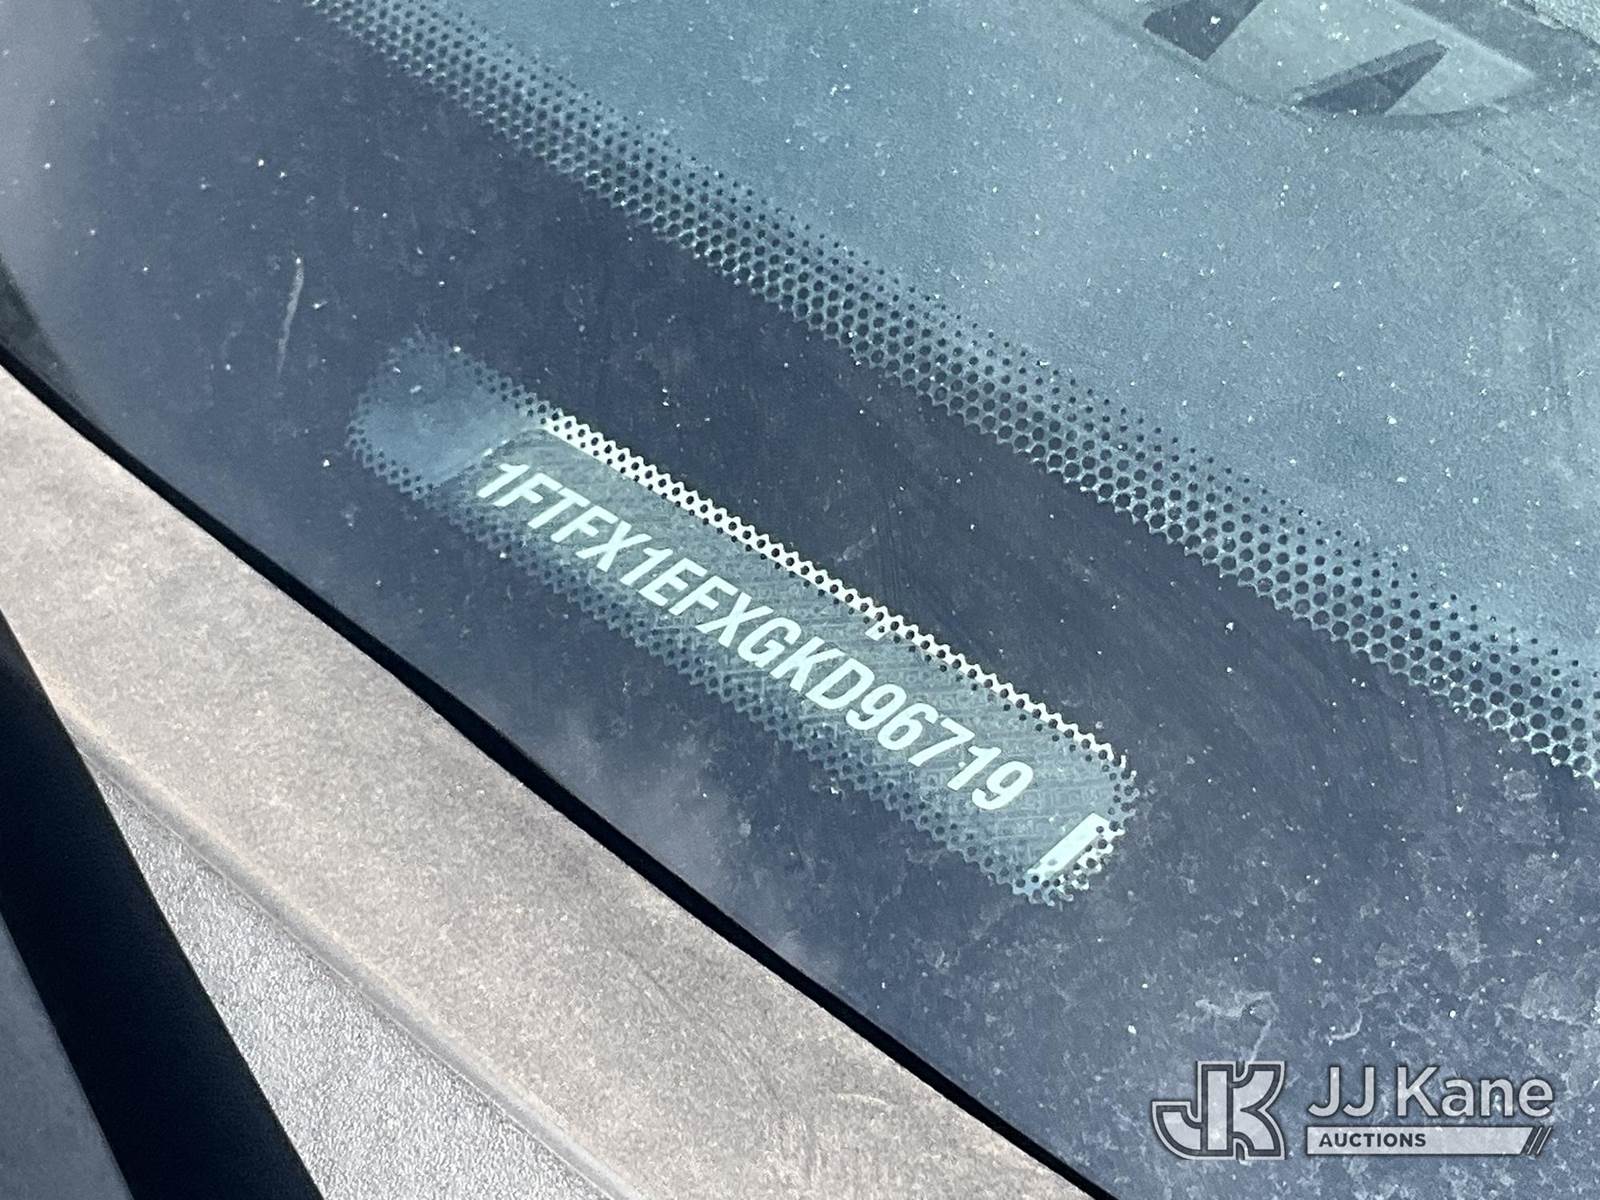 1FTFX1EFXGKD96719
JK JJ Kane
AUCTIONS